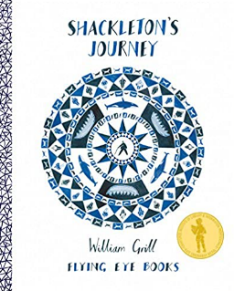 SHACKLETON'S
JOURNEY
William Grill
FLYING EYE BOOKS